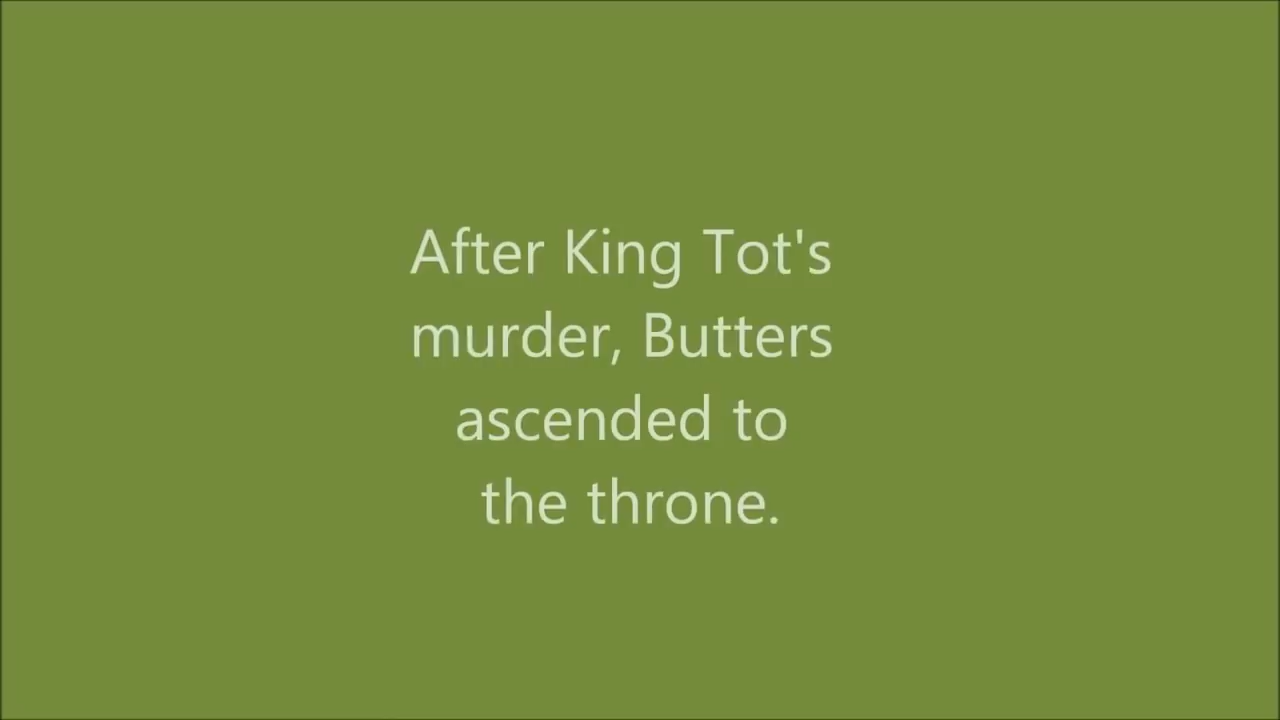 After King Tot's
murder, Butters
ascended to
the throne.